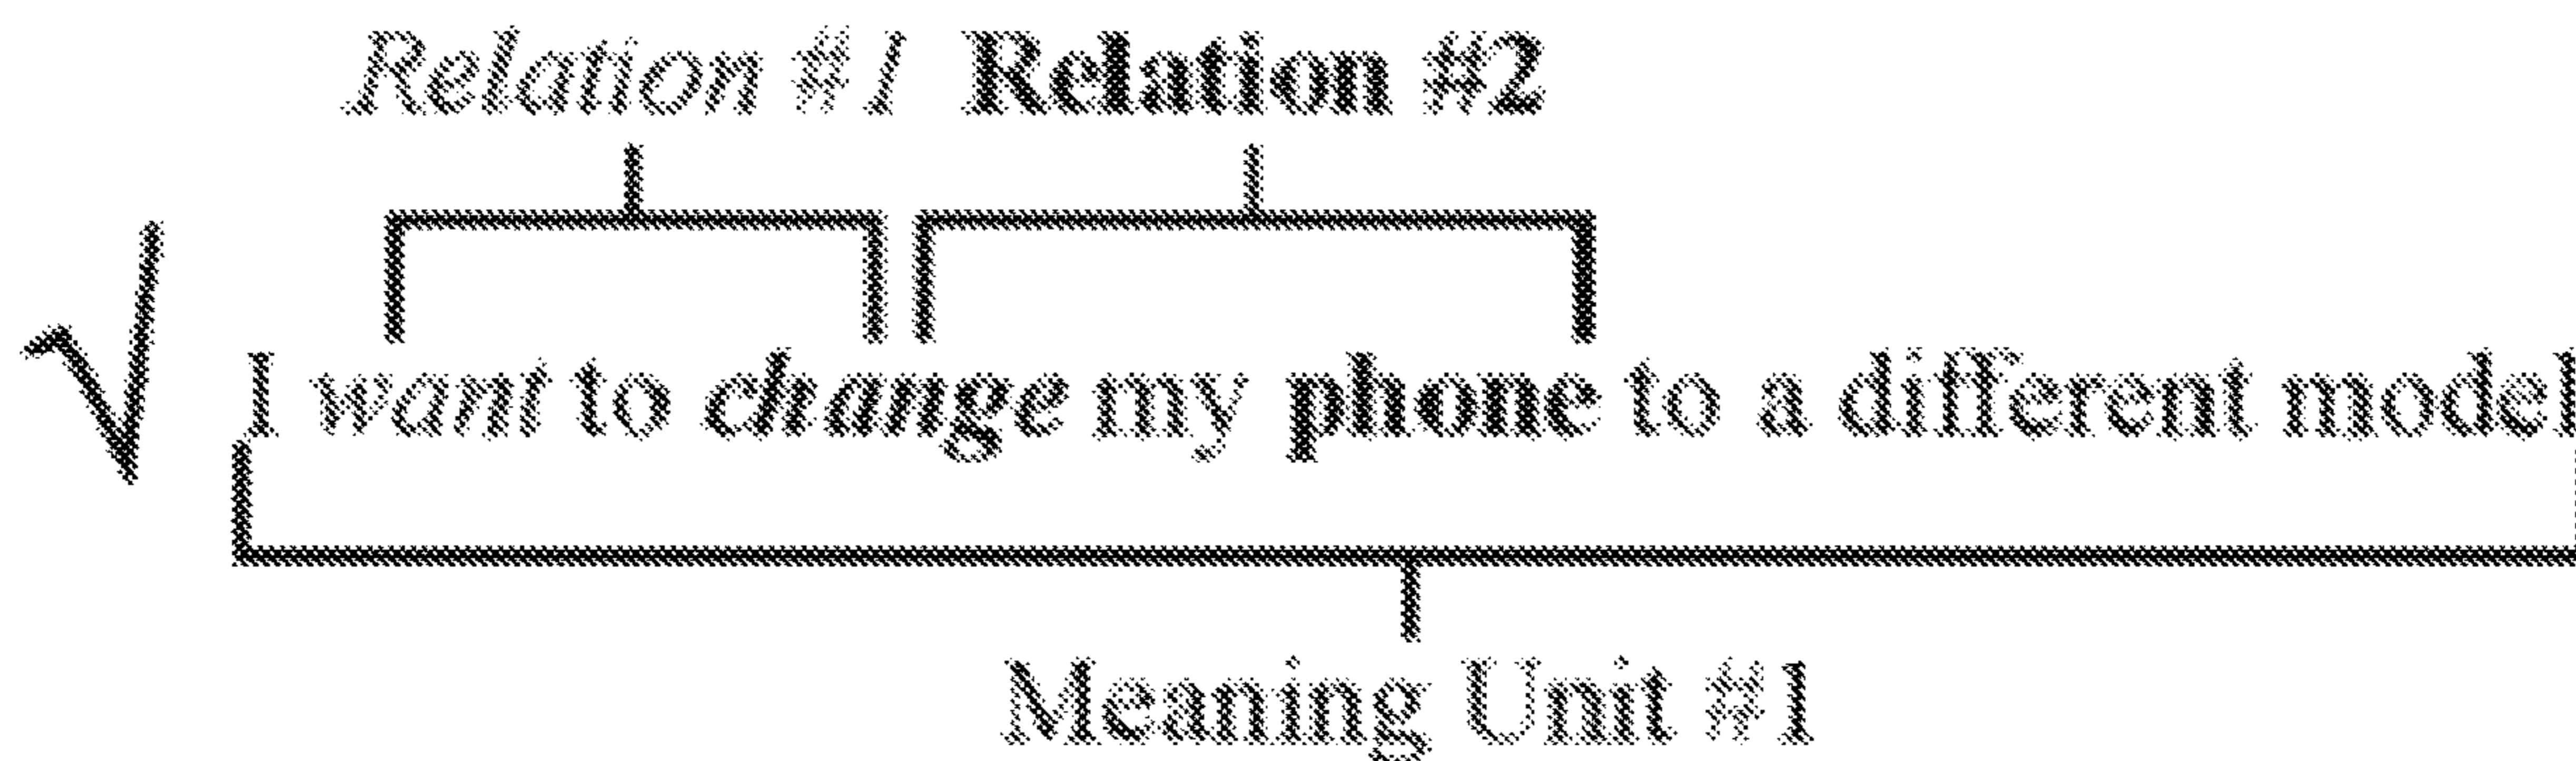 Relation #1 Relation #2
√ I want to change my phone to a different model
Meaning Unit #1